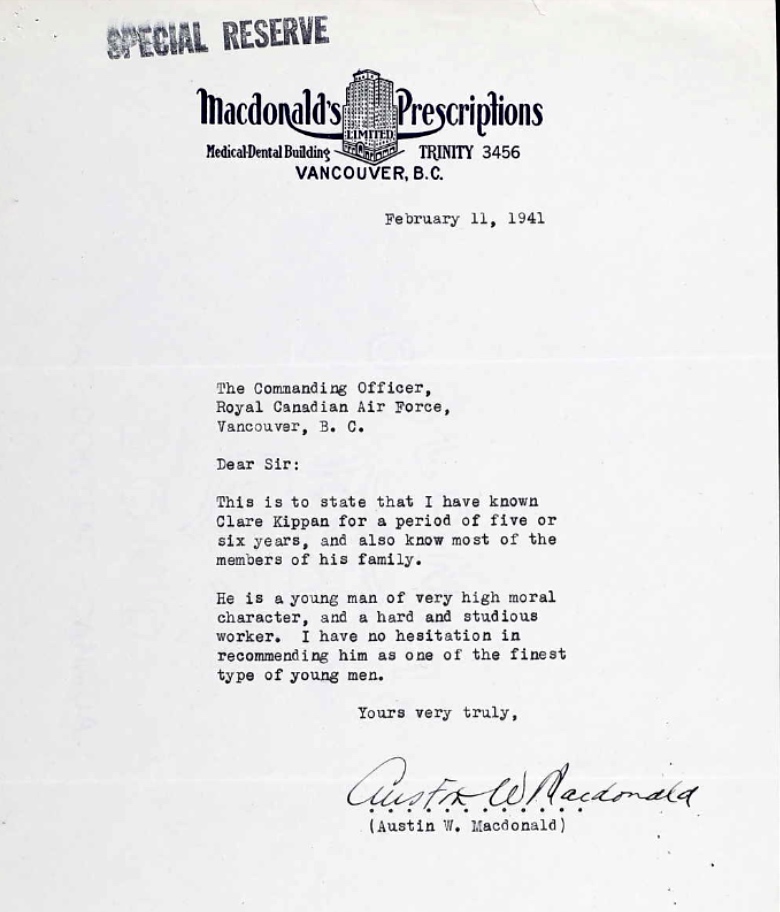 SPECIAL RESERVE
Macdonald's Prescriptions
LIMITED
Medical-Dental Building TRINITY 3456
VANCOUVER, B.C.
February 11, 1941
The Commanding Officer,
Royal Canadian Air Force,
Vancouver, B. C.
Dear Sir:
This is to state that I have known
Clare Kippan for a period of five or
six years, and also know most of the
members of his family.
He is a young man of very high moral
character, and a hard and studious
worker. I have no hesitation in
recommending him as one of the finest
type of young men.
Yours very truly,
Austin W Macdonald
(Austin W. Macdonald)